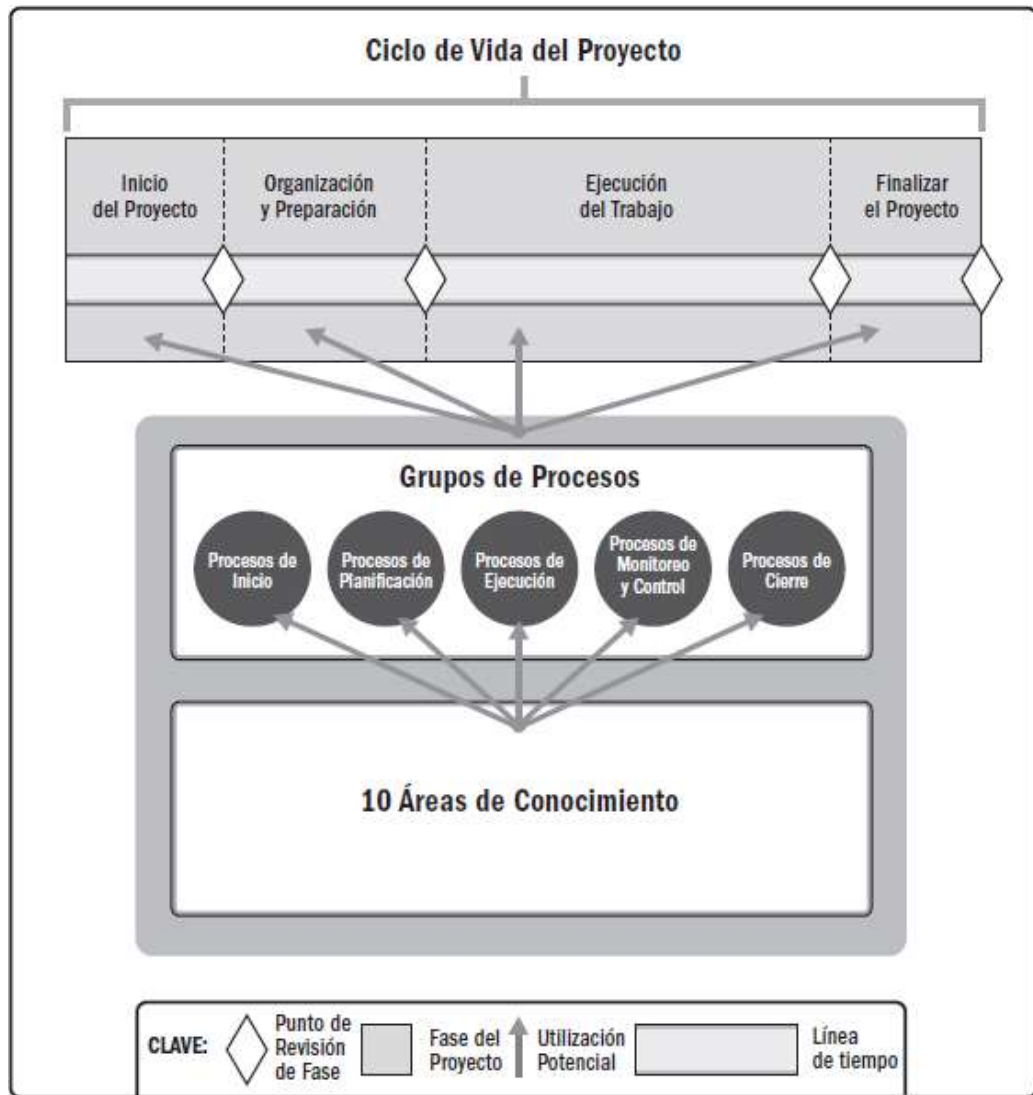 Ciclo de Vida del Proyecto
Inicio
del Proyecto
Organización
y Preparación
Ejecución
del Trabajo
Finalizar
el Proyecto
Grupos de Procesos
Procesos de
Inicio
Procesos de
Planificación
Procesos de
Ejecución
Procesos de
Monitoreo
y Control
Procesos de
Cierre
10 Áreas de Conocimiento
CLAVE:
Punto de
Revisión
de Fase
Fase del
Proyecto
Utilización
Potencial
Línea
de tiempo